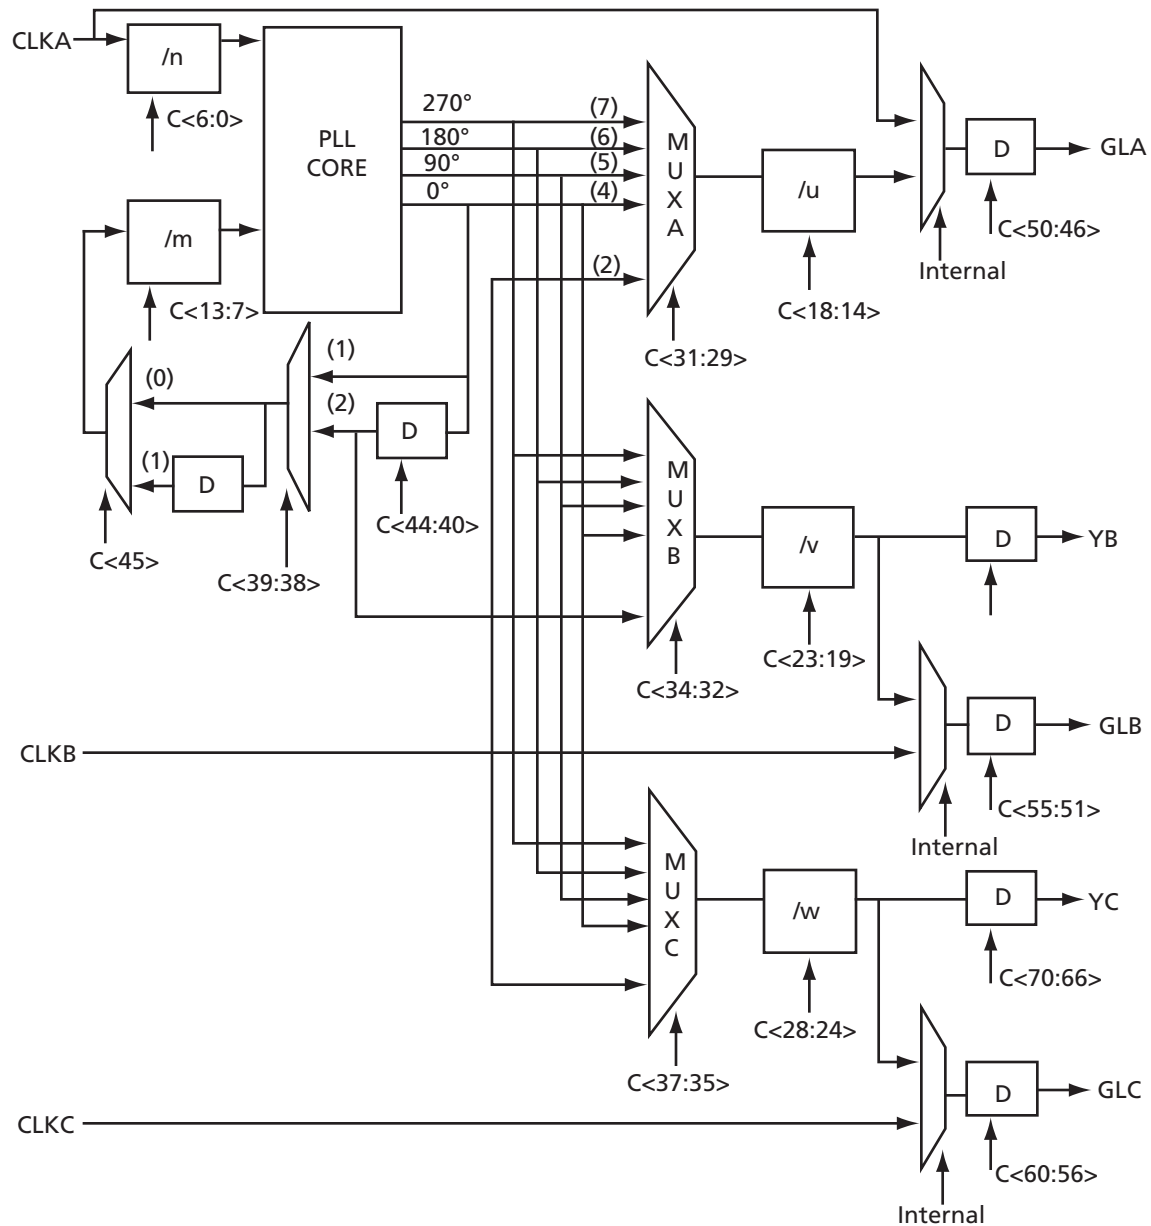 CLKA
/n
C<6:0>
PLL
CORE
270°
180°
90°
0°
(7)
(6)
(5)
(4)
(2)
M
U
X
A
/u
C<18:14>
C<31:29>
D
GLA
C<50:46>
Internal
/m
C<13:7>
(0)
(1)
D
C<45>
(1)
(2)
C<39:38>
D
C<44:40>
M
U
X
B
C<34:32>
/v
C<23:19>
D
YB
D
GLB
C<55:51>
Internal
CLKB
M
U
X
C
C<37:35>
/w
C<28:24>
D
YC
C<70:66>
D
GLC
C<60:56>
Internal
CLKC